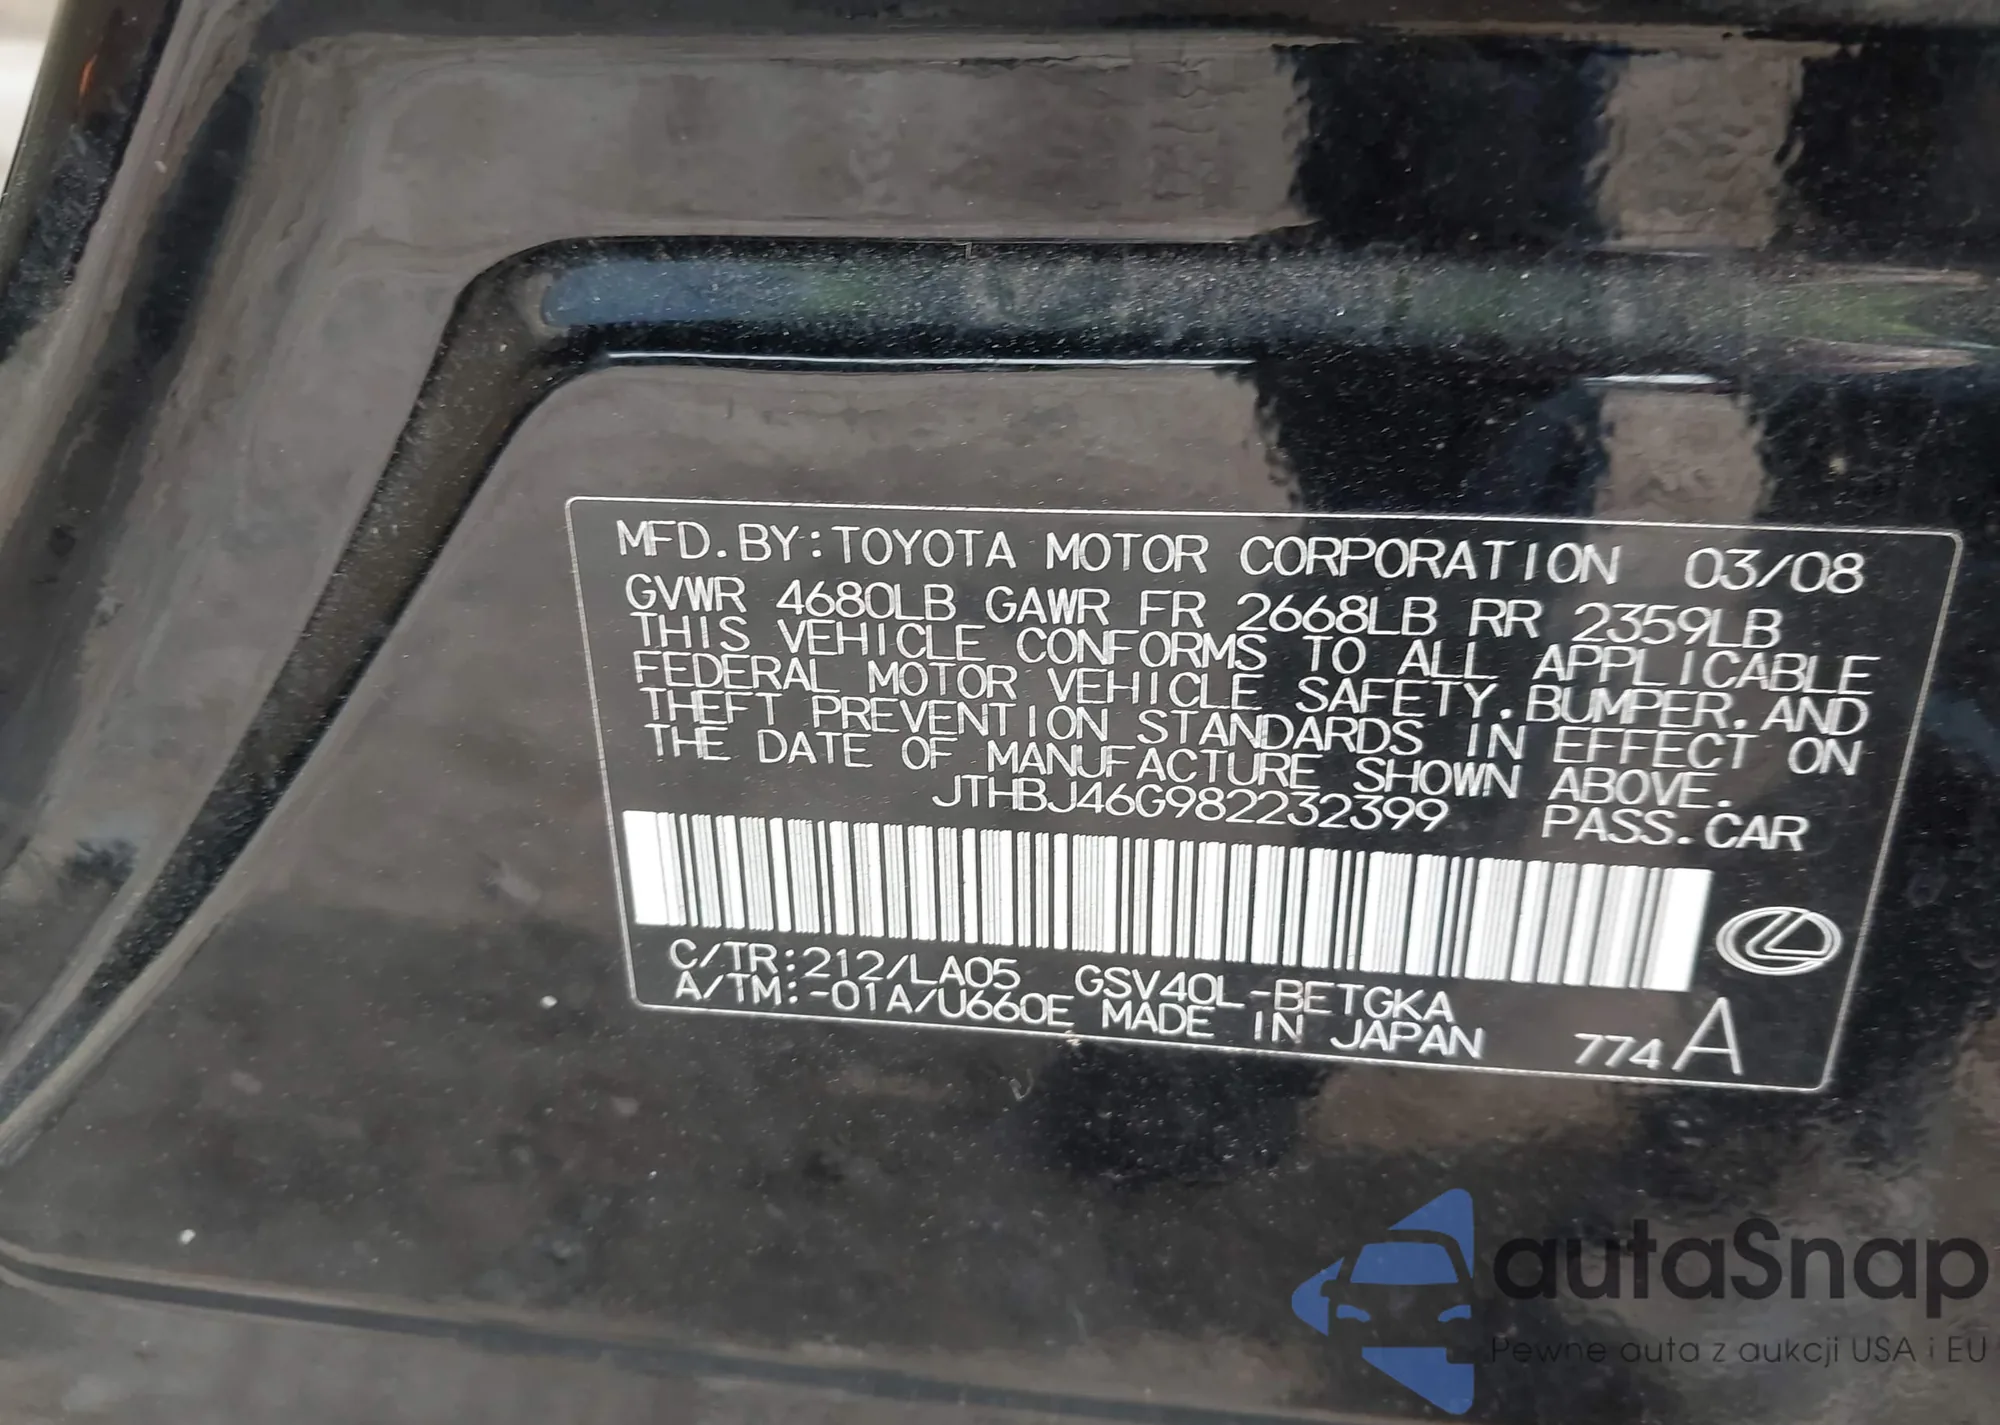 MFD.BY:TOYOTA MOTOR CORPORATION 03/08
GVWR 4680LB GAWR FR 2668LB RR 2359LB
THIS VEHICLE CONFORMS TO ALL APPLICABLE
FEDERAL MOTOR VEHICLE SAFETY,BUMPER,AND
THEFT PREVENTION STANDARDS IN EFFECT ON
THE DATE OF MANUFACTURE SHOWN ABOVE.
JTHBJ46G982232399 PASS.CAR
C/TR:212/LA05 GSV40L-BETGKA
A/TM:-01A/U660E MADE IN JAPAN 774A
autaSnap
Pewne auta z aukcji USA i EU